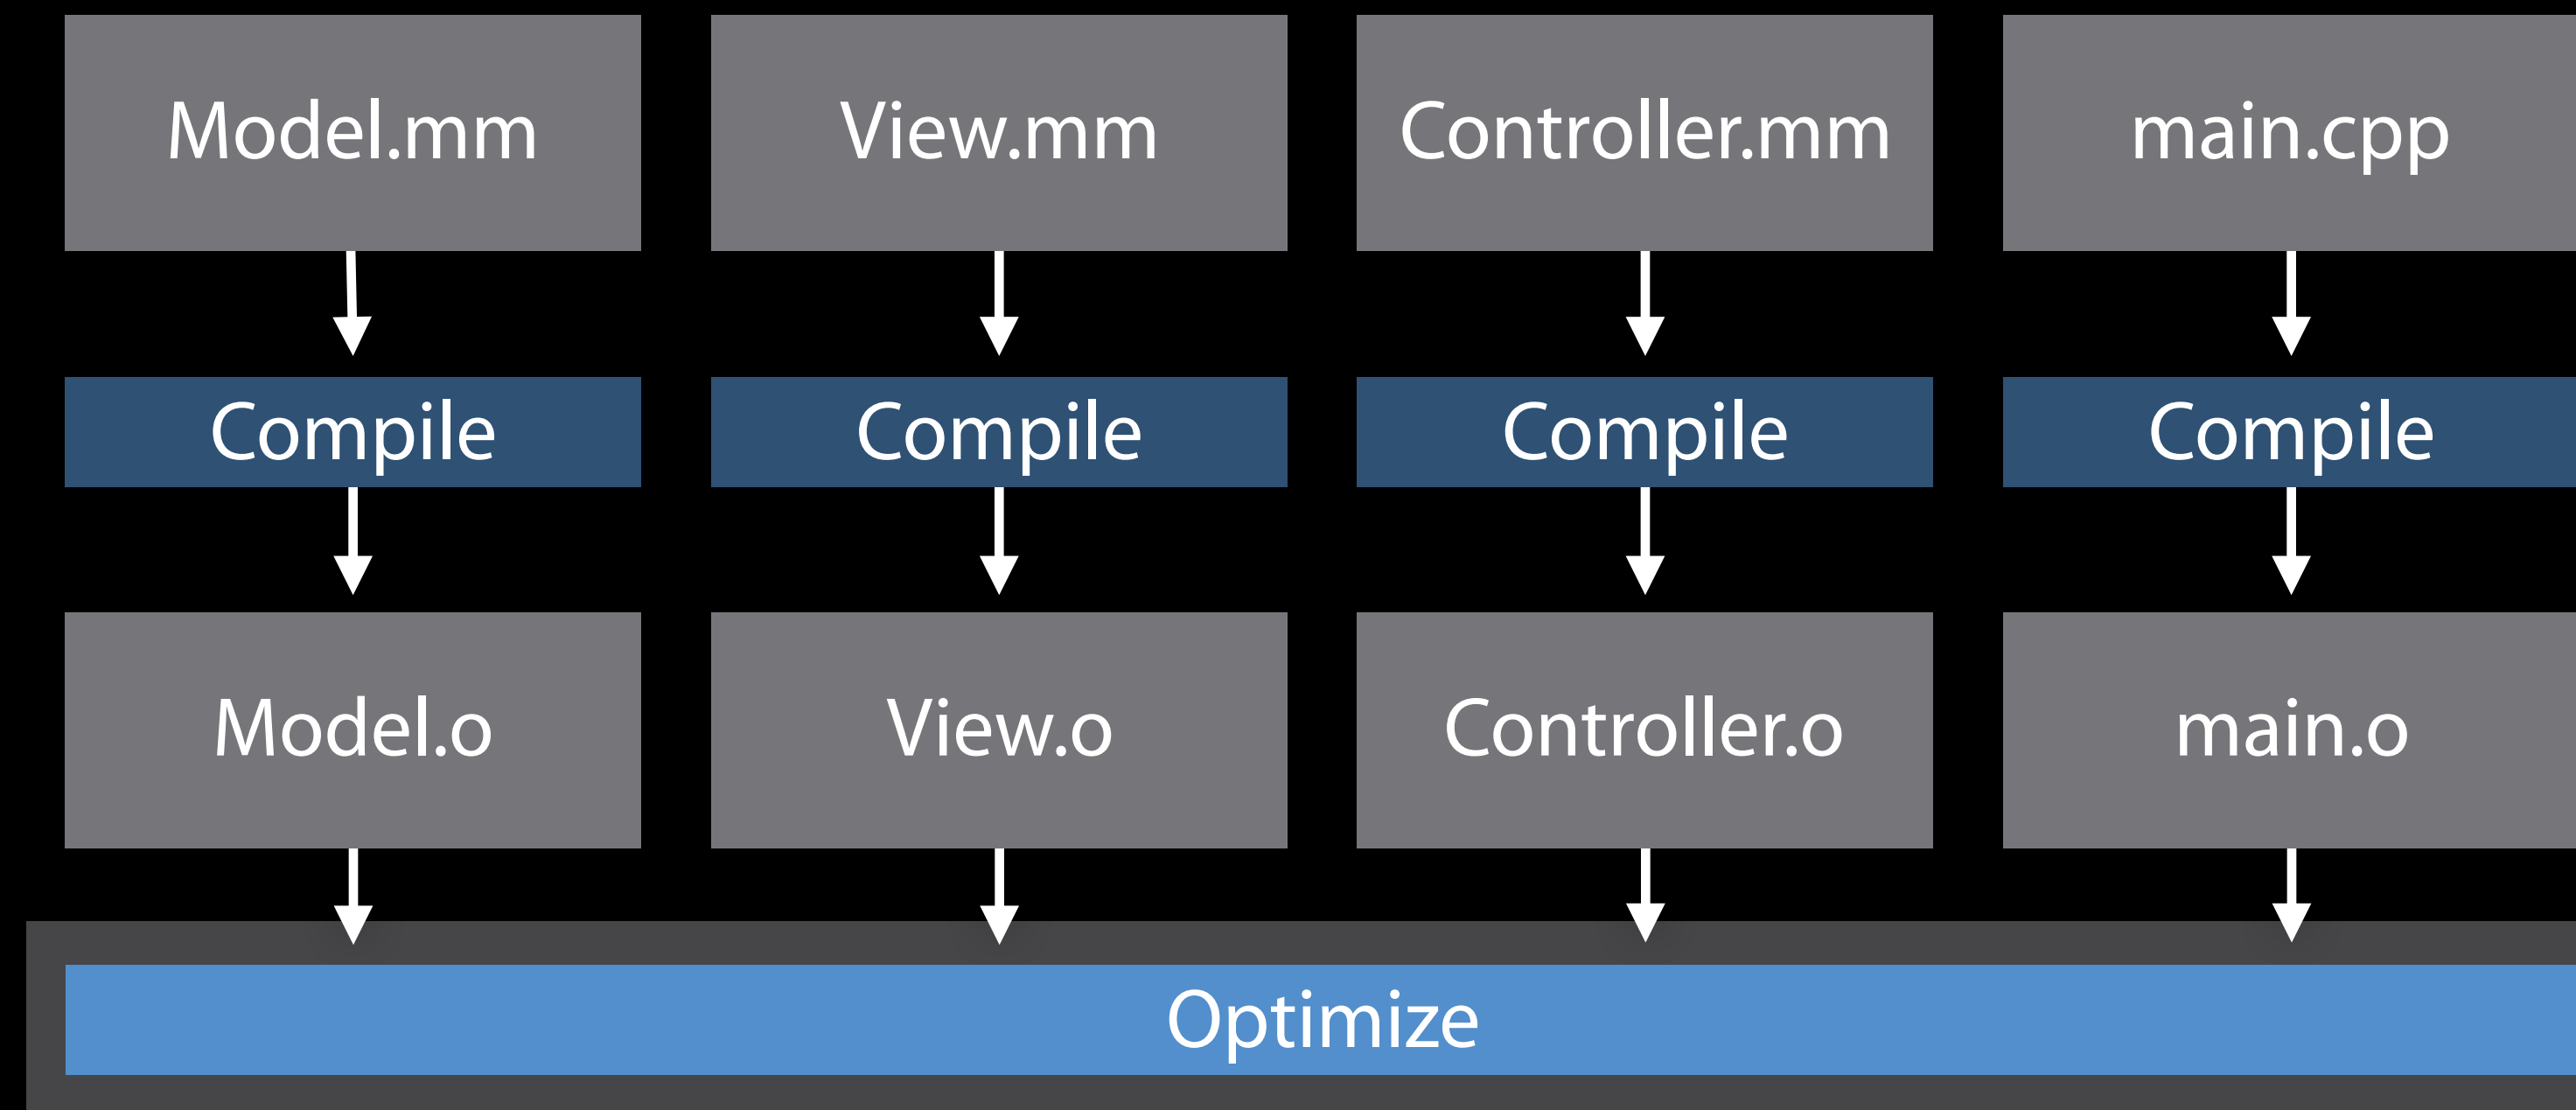 Model.mm
View.mm
Controller.mm
main.cpp
Compile
Compile
Compile
Compile
Model.o
View.o
Controller.o
main.o
Optimize